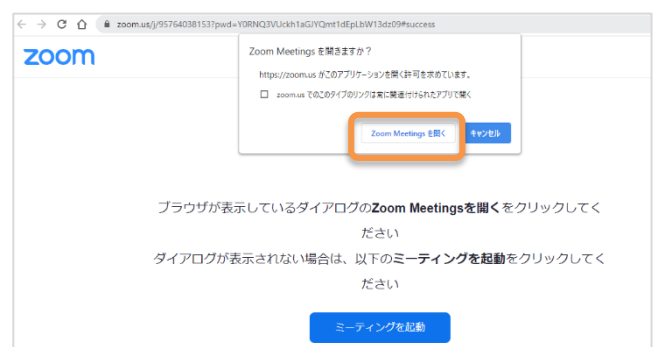 zoom.us/j/95764038153?pwd=Y0RNQ3VUckh1aGJYQmt1dEpLbW13dz09#success
zoom
Zoom Meetings を開きますか？
https://zoom.us がこのアプリケーションを開く許可を求めています。
zoom.us でのこのタイプのリンクは常に関連付けられたアプリで開く
Zoom Meetings を開く
キャンセル
ブラウザが表示しているダイアログのZoom Meetingsを開くをクリックしてく
ださい
ダイアログが表示されない場合は、以下のミーティングを起動をクリックしてく
ださい
ミーティングを起動